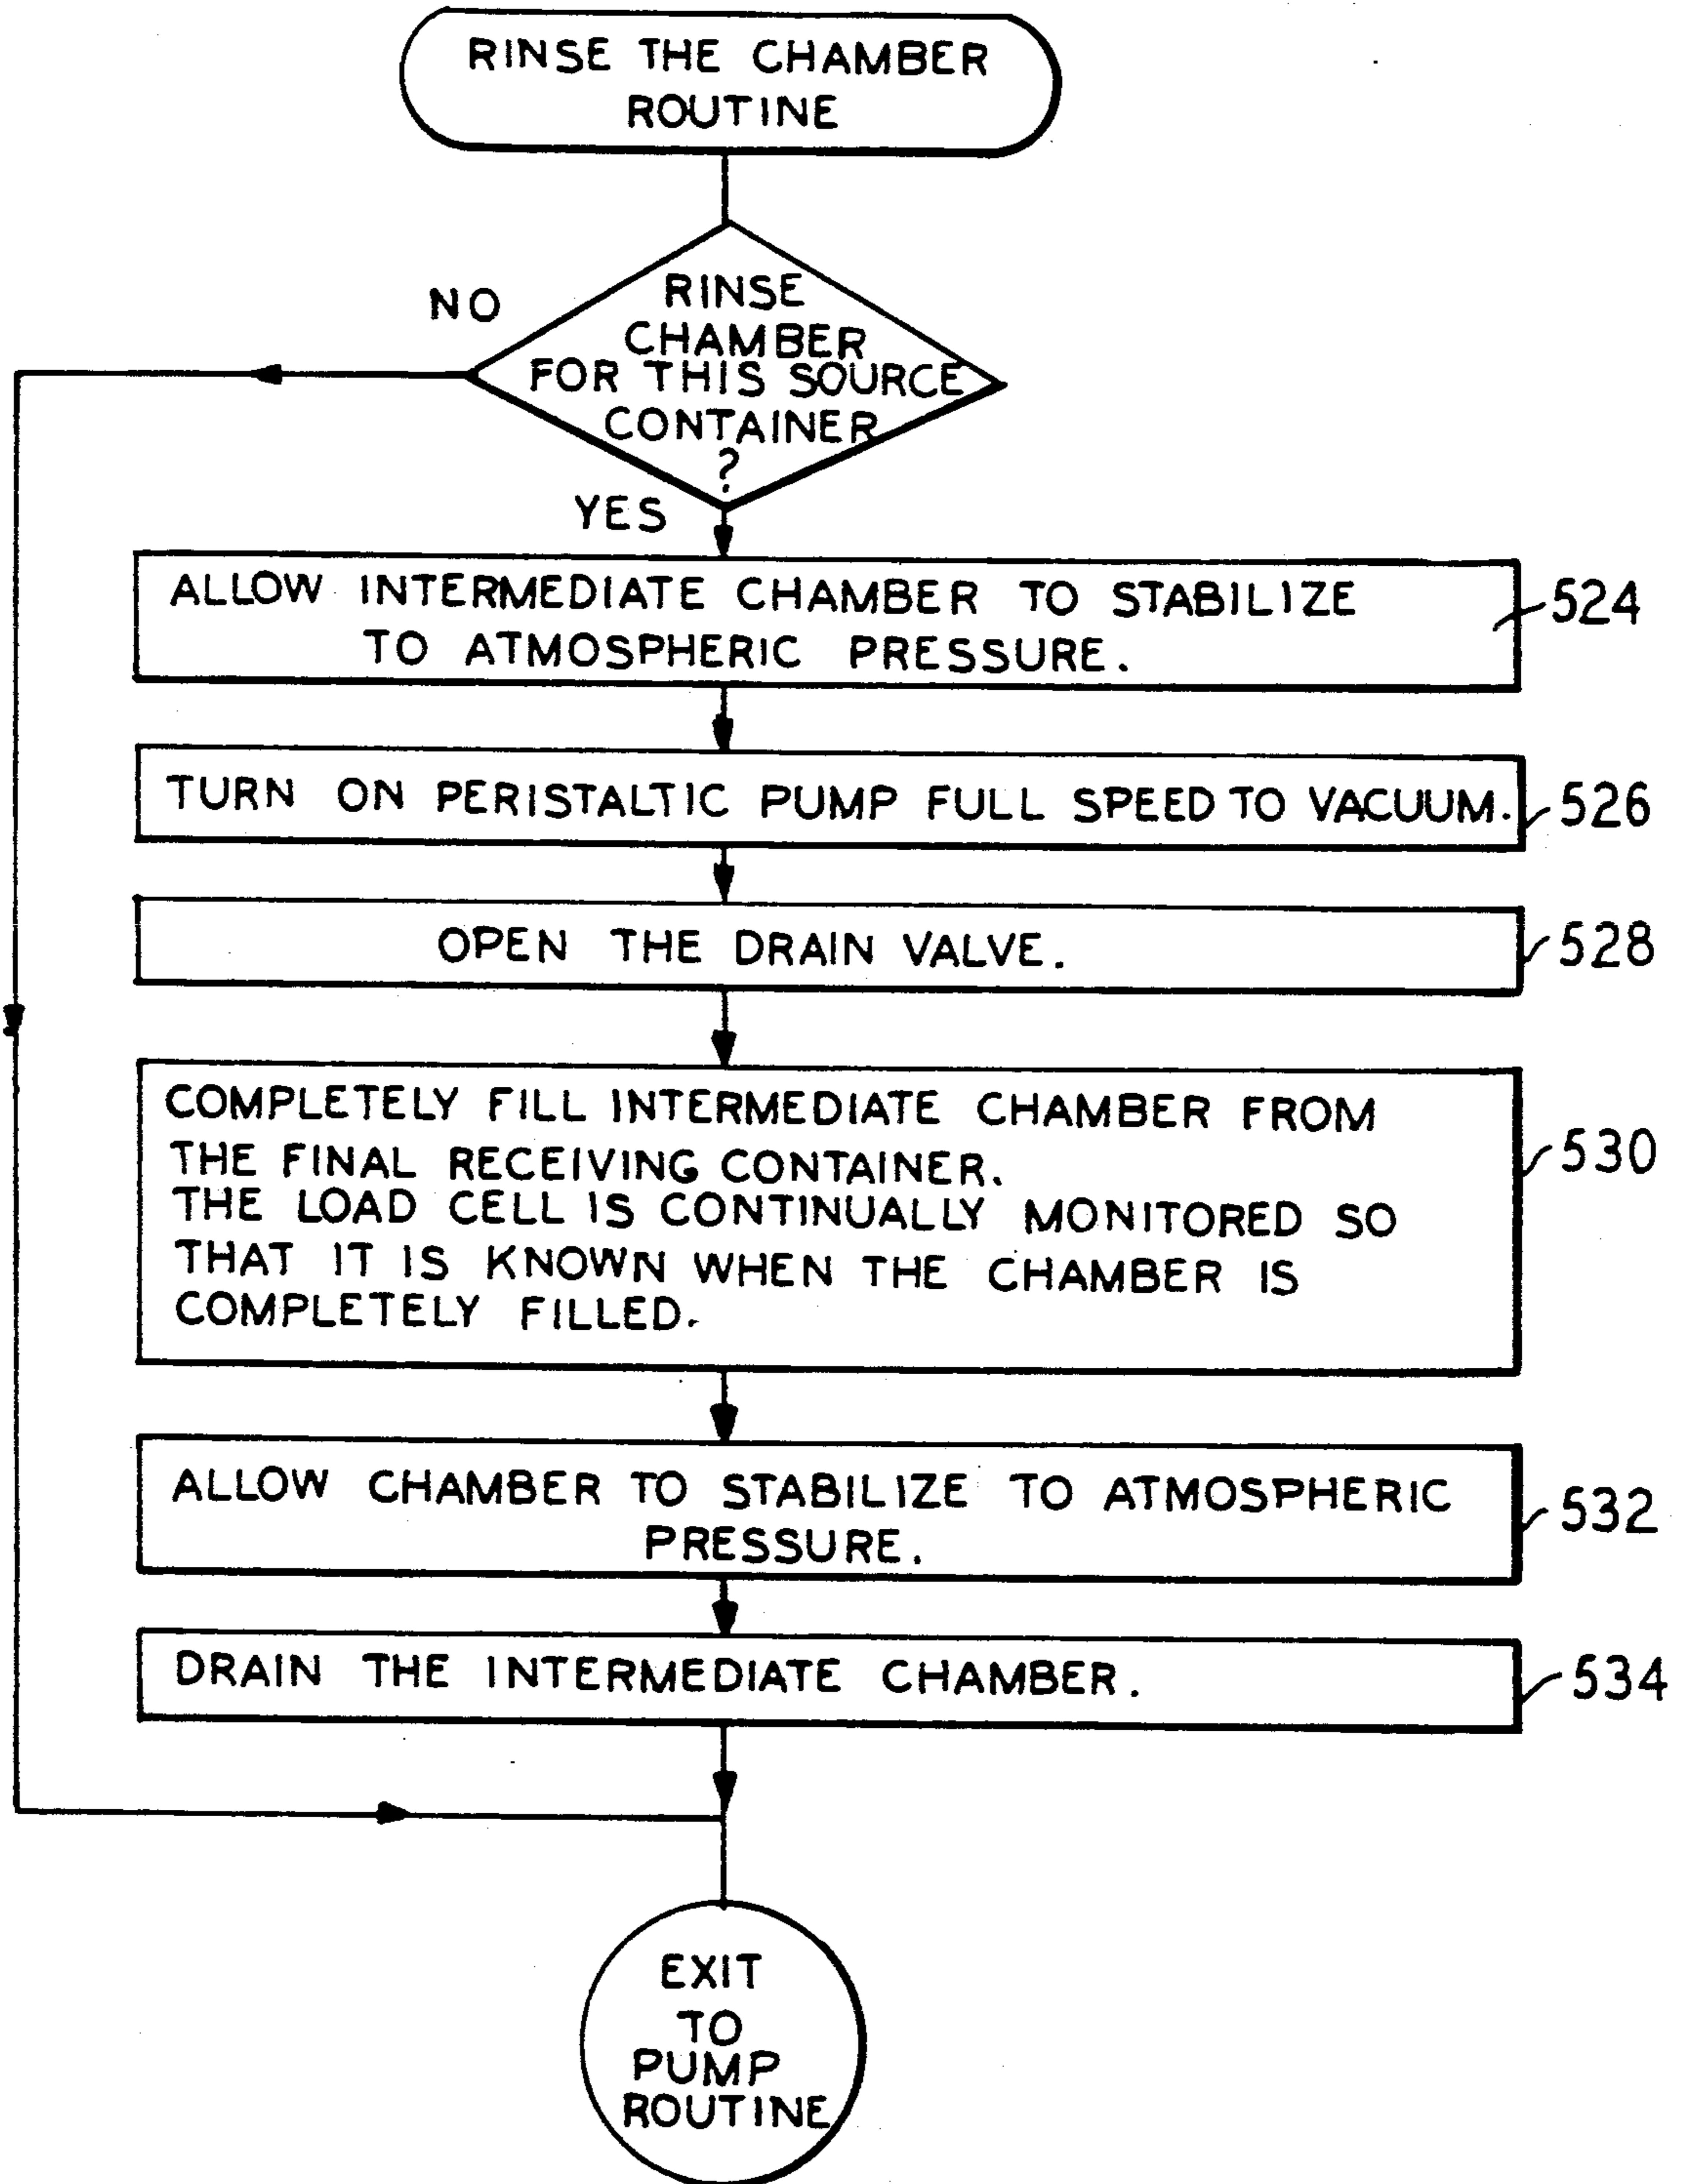 RINSE THE CHAMBER
ROUTINE
RINSE
CHAMBER
FOR THIS SOURCE
CONTAINER
?
NO
YES
ALLOW INTERMEDIATE CHAMBER TO STABILIZE
TO ATMOSPHERIC PRESSURE.
524
TURN ON PERISTALTIC PUMP FULL SPEED TO VACUUM.
526
OPEN THE DRAIN VALVE.
528
COMPLETELY FILL INTERMEDIATE CHAMBER FROM
THE FINAL RECEIVING CONTAINER.
THE LOAD CELL IS CONTINUALLY MONITORED SO
THAT IT IS KNOWN WHEN THE CHAMBER IS
COMPLETELY FILLED.
530
ALLOW CHAMBER TO STABILIZE TO ATMOSPHERIC
PRESSURE.
532
DRAIN THE INTERMEDIATE CHAMBER.
534
EXIT
TO
PUMP
ROUTINE